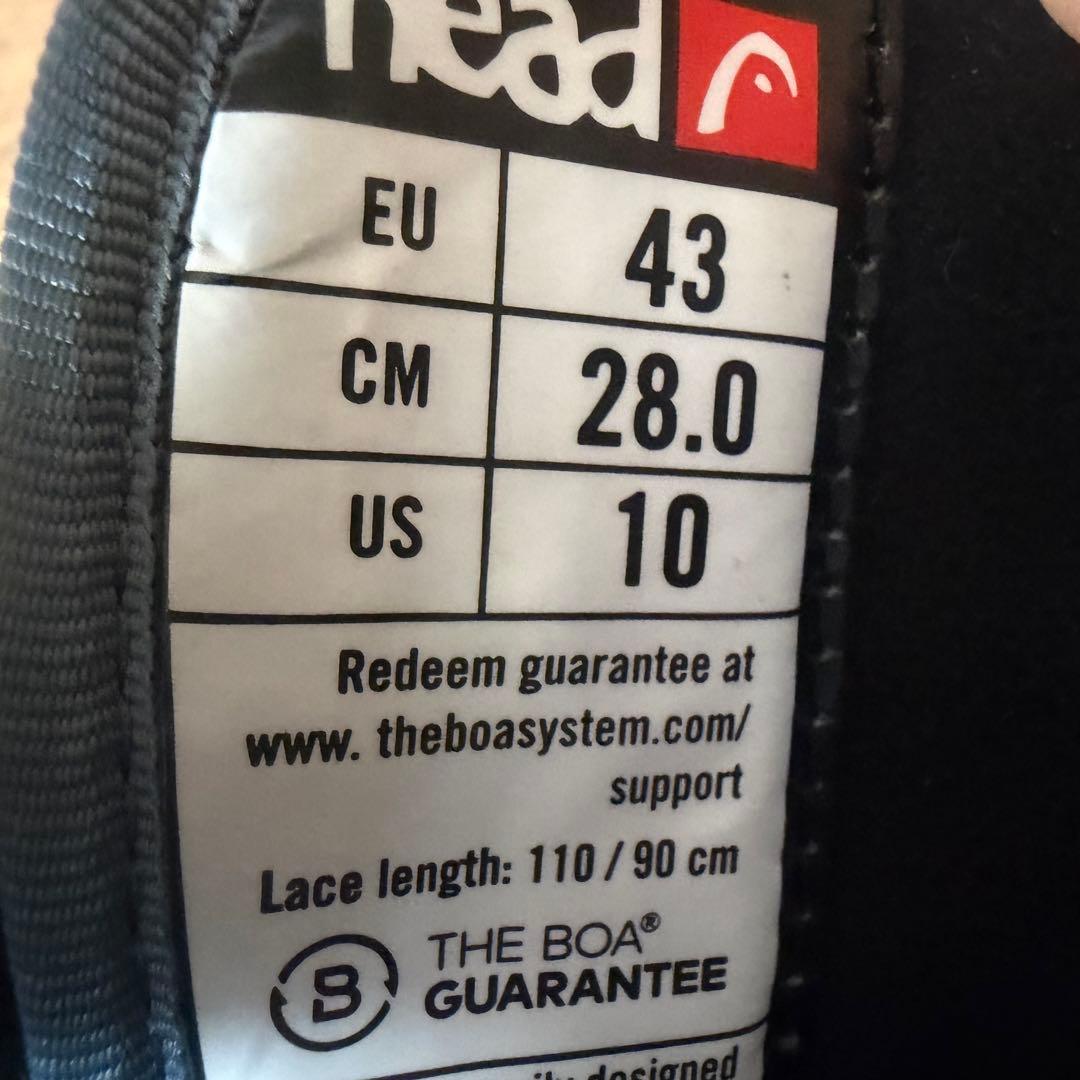 head
EU 43
CM 28.0
US 10
Redeem guarantee at
www. theboasystem.com/
support
Lace length: 110 / 90 cm
B THE BOA®
GUARANTEE
designed